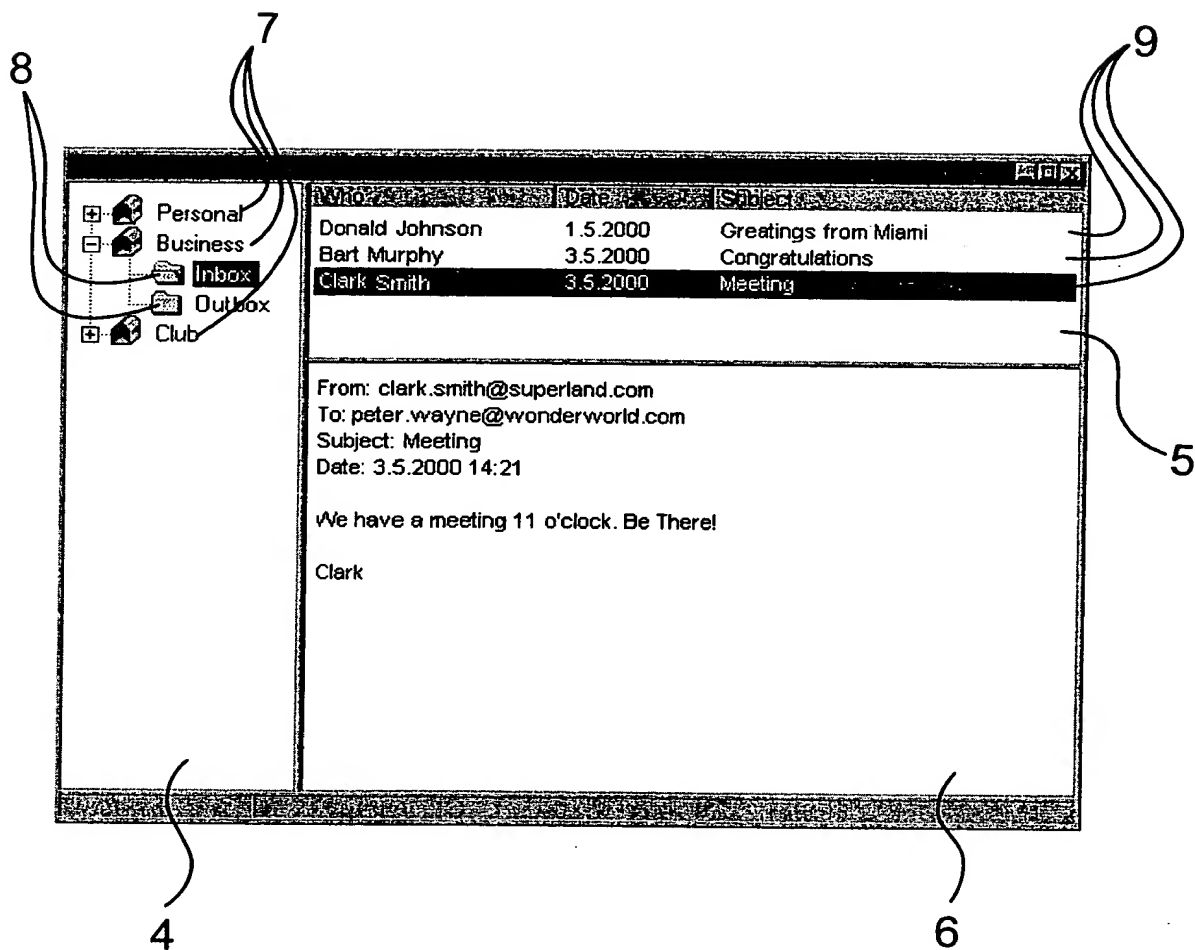 7
8
9
Personal
Business
Inbox
Outbox
Club
Who Date Subject
Donald Johnson 1.5.2000 Greatings from Miami
Bart Murphy 3.5.2000 Congratulations
Clark Smith 3.5.2000 Meeting
5
From: clark.smith@superland.com
To: peter.wayne@wonderworld.com
Subject: Meeting
Date: 3.5.2000 14:21
We have a meeting 11 o'clock. Be There!
Clark
4
6